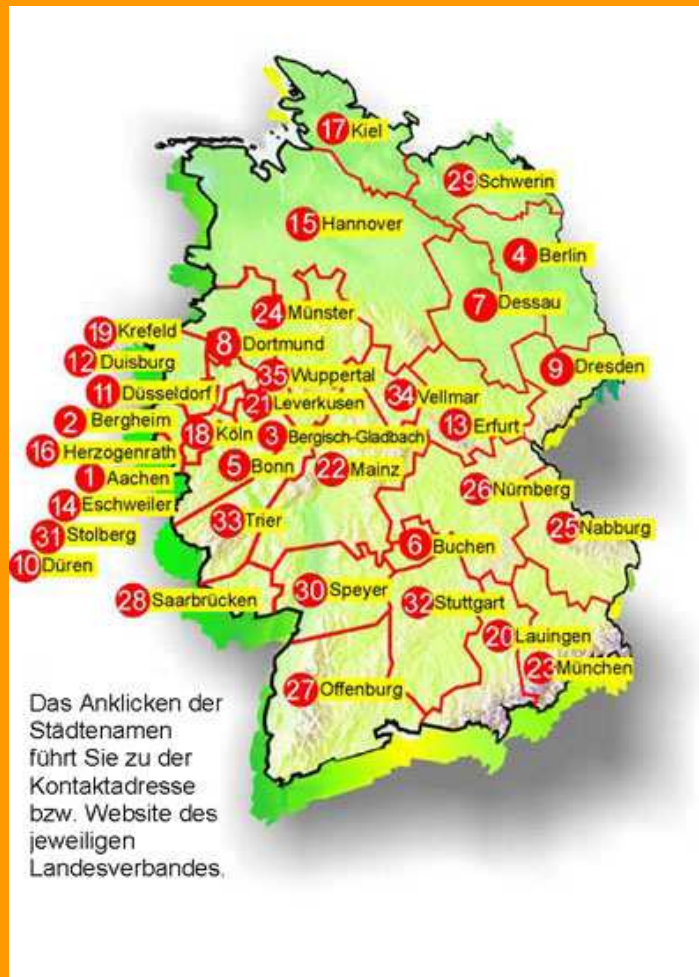 17 Kiel
29 Schwerin
15 Hannover
4 Berlin
7 Dessau
24 Münster
19 Krefeld
8 Dortmund
12 Duisburg
9 Dresden
35 Wuppertal
11 Düsseldorf
34 Vellmar
21 Leverkusen
2 Bergheim
13 Erfurt
18 Köln
3 Bergisch-Gladbach
16 Herzogenrath
5 Bonn
22 Mainz
1 Aachen
26 Nürnberg
14 Eschweiler
33 Trier
25 Nabburg
31 Stolberg
6 Buchen
10 Düren
30 Speyer
28 Saarbrücken
32 Stuttgart
20 Lauingen
23 München
27 Offenburg
Das Anklicken der
Städtenamen
führt Sie zu der
Kontaktadresse
bzw. Website des
jeweiligen
Landesverbandes.